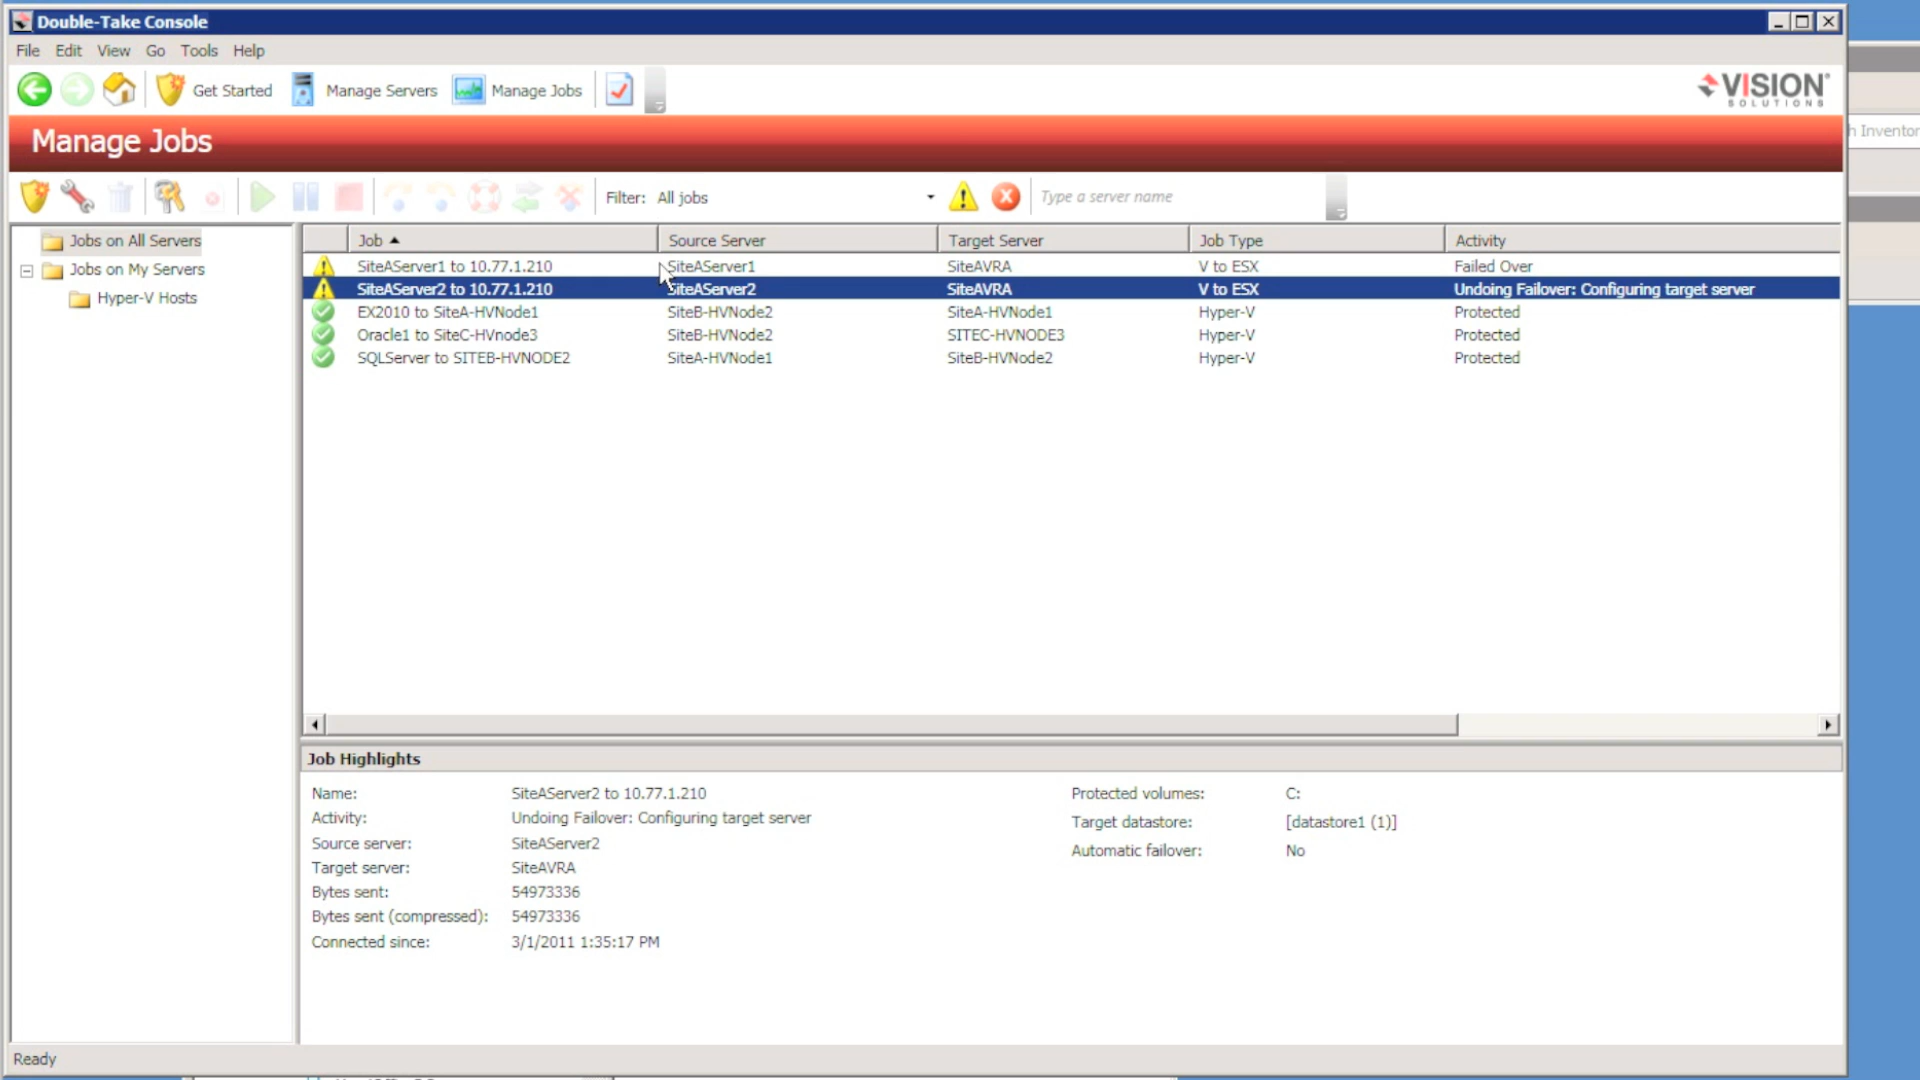 Double-Take Console
File Edit View Go Tools Help
Get Started Manage Servers Manage Jobs
VISION
SOLUTIONS
Manage Jobs
h Inventor
Filter: All jobs Type a server name
Jobs on All Servers
Jobs on My Servers
Hyper-V Hosts
Job Source Server Target Server Job Type Activity
SiteAServer1 to 10.77.1.210 SiteAServer1 SiteAVRA V to ESX Failed Over
SiteAServer2 to 10.77.1.210 SiteAServer2 SiteAVRA V to ESX Undoing Failover: Configuring target server
EX2010 to SiteA-HVNode1 SiteB-HVNode2 SiteA-HVNode1 Hyper-V Protected
Oracle1 to SiteC-HVnode3 SiteB-HVNode2 SITEC-HVNODE3 Hyper-V Protected
SQLServer to SITEB-HVNODE2 SiteA-HVNode1 SiteB-HVNode2 Hyper-V Protected
Job Highlights
Name: SiteAServer2 to 10.77.1.210
Activity: Undoing Failover: Configuring target server
Source server: SiteAServer2
Target server: SiteAVRA
Bytes sent: 54973336
Bytes sent (compressed): 54973336
Connected since: 3/1/2011 1:35:17 PM
Protected volumes: C:
Target datastore: [datastore1 (1)]
Automatic failover: No
Ready